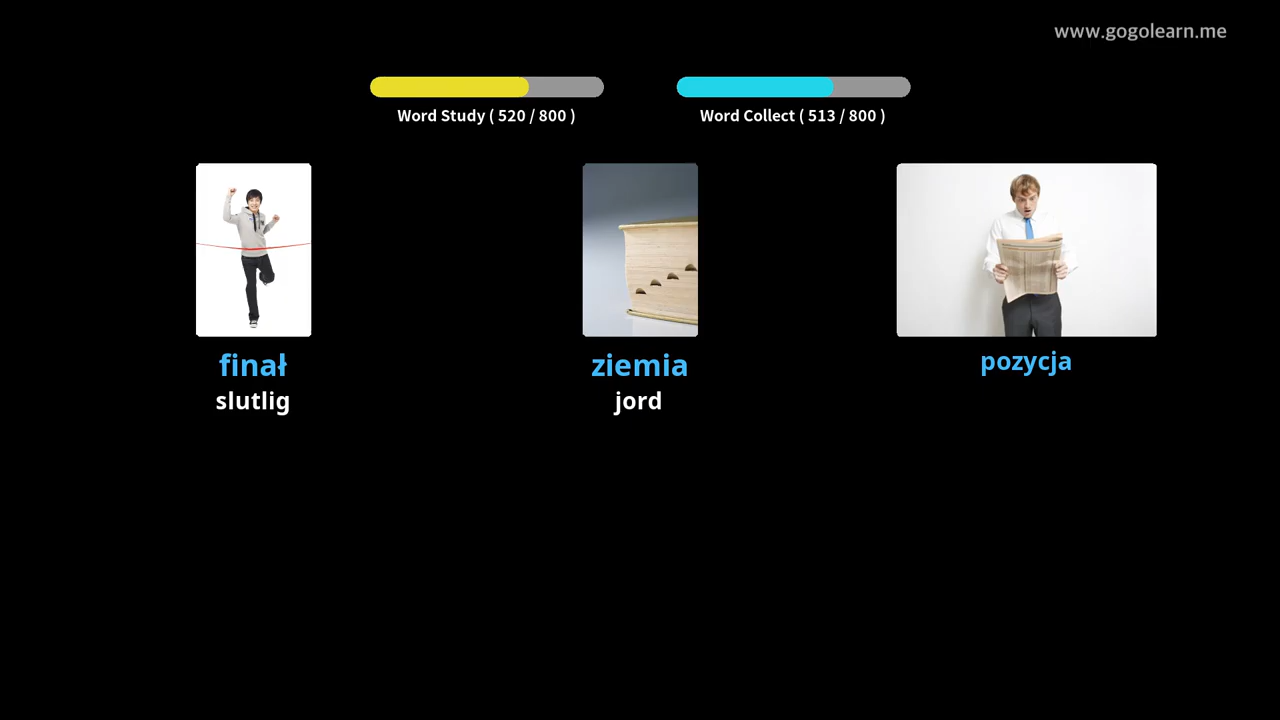 www.gogolearn.me
Word Study ( 520 / 800 )
Word Collect ( 513 / 800 )
finał
slutlig
ziemia
jord
pozycja